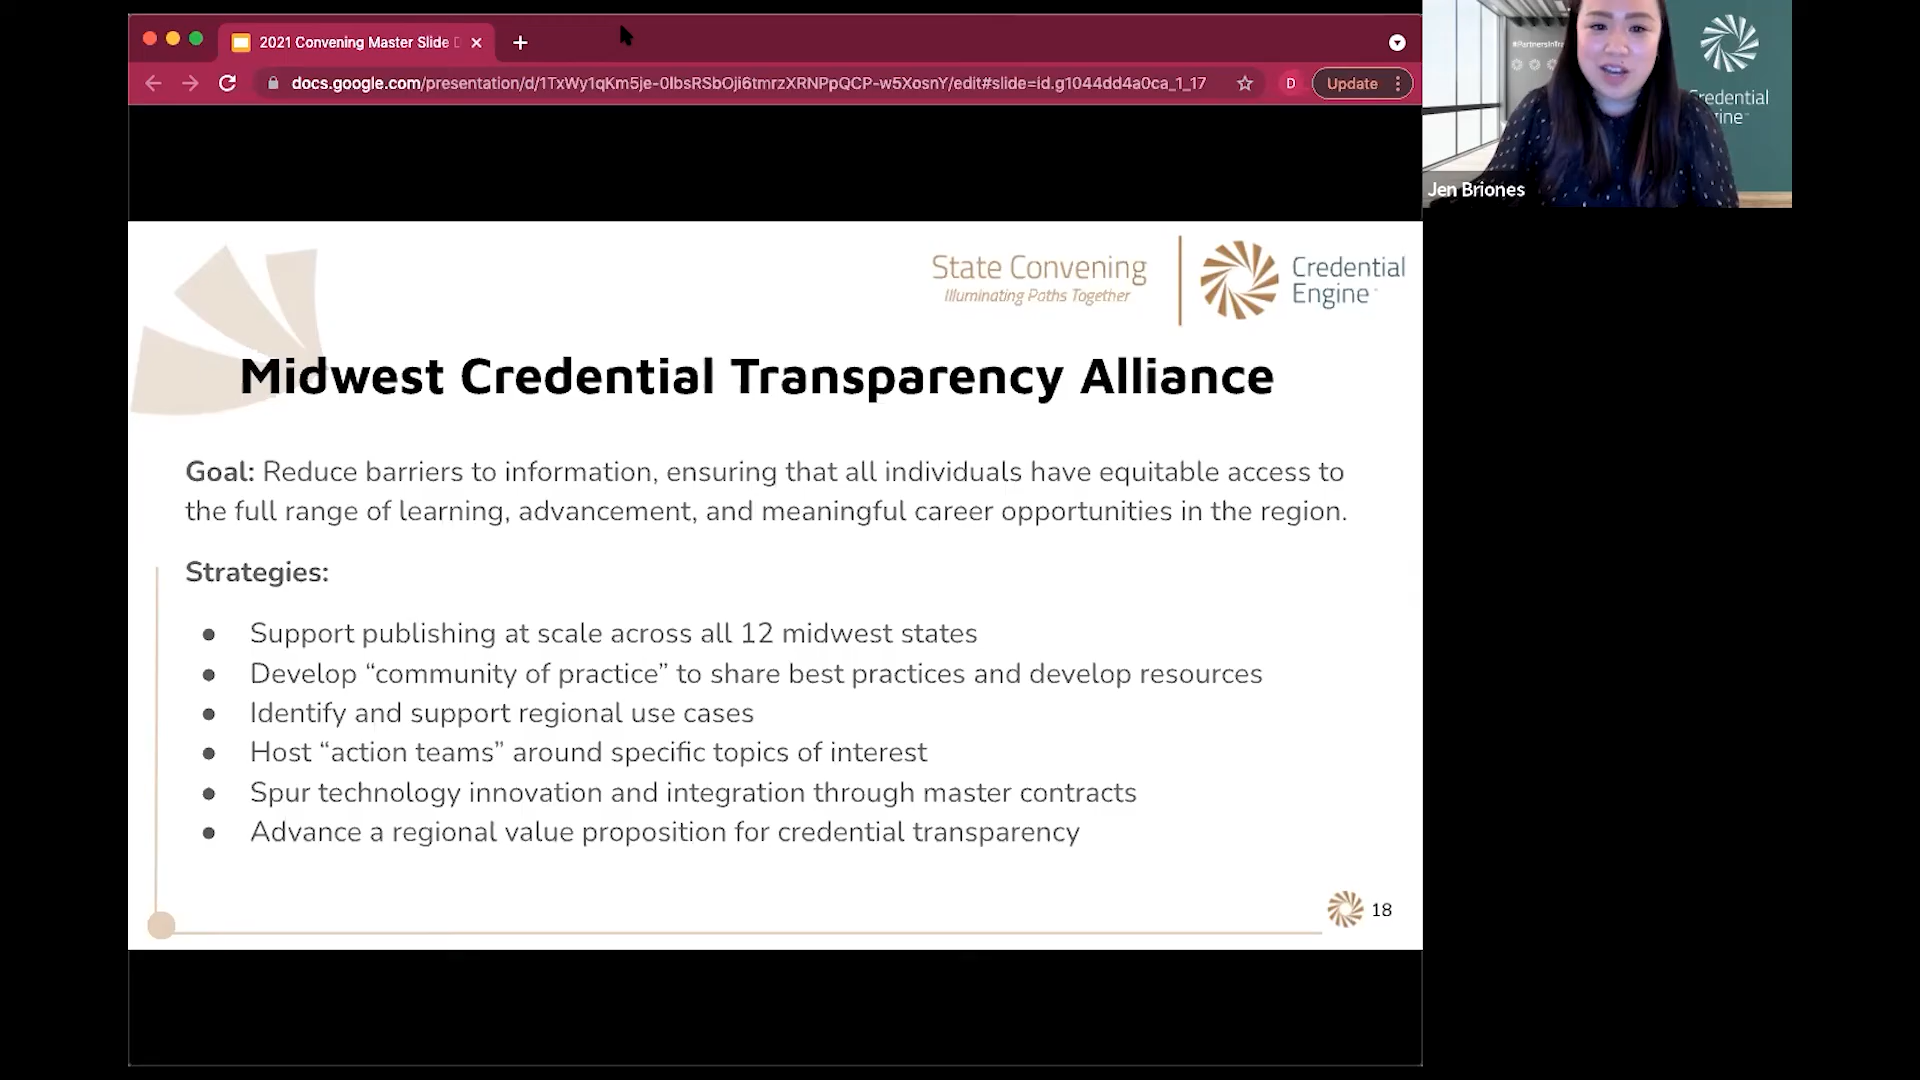 2021 Convening Master Slide
docs.google.com/presentation/d/1TxWy1qKm5je-0lbsRSbOji6tmrzXRNPpQCP-w5XosnY/edit#slide=id.g1044dd4a0ca_1_17
D
Update
Credential
Jen Briones
State Convening
Illuminating Paths Together
Credential
Engine
Midwest Credential Transparency Alliance
Goal: Reduce barriers to information, ensuring that all individuals have equitable access to
the full range of learning, advancement, and meaningful career opportunities in the region.
Strategies:
● Support publishing at scale across all 12 midwest states
● Develop “community of practice” to share best practices and develop resources
● Identify and support regional use cases
● Host “action teams” around specific topics of interest
● Spur technology innovation and integration through master contracts
● Advance a regional value proposition for credential transparency
18